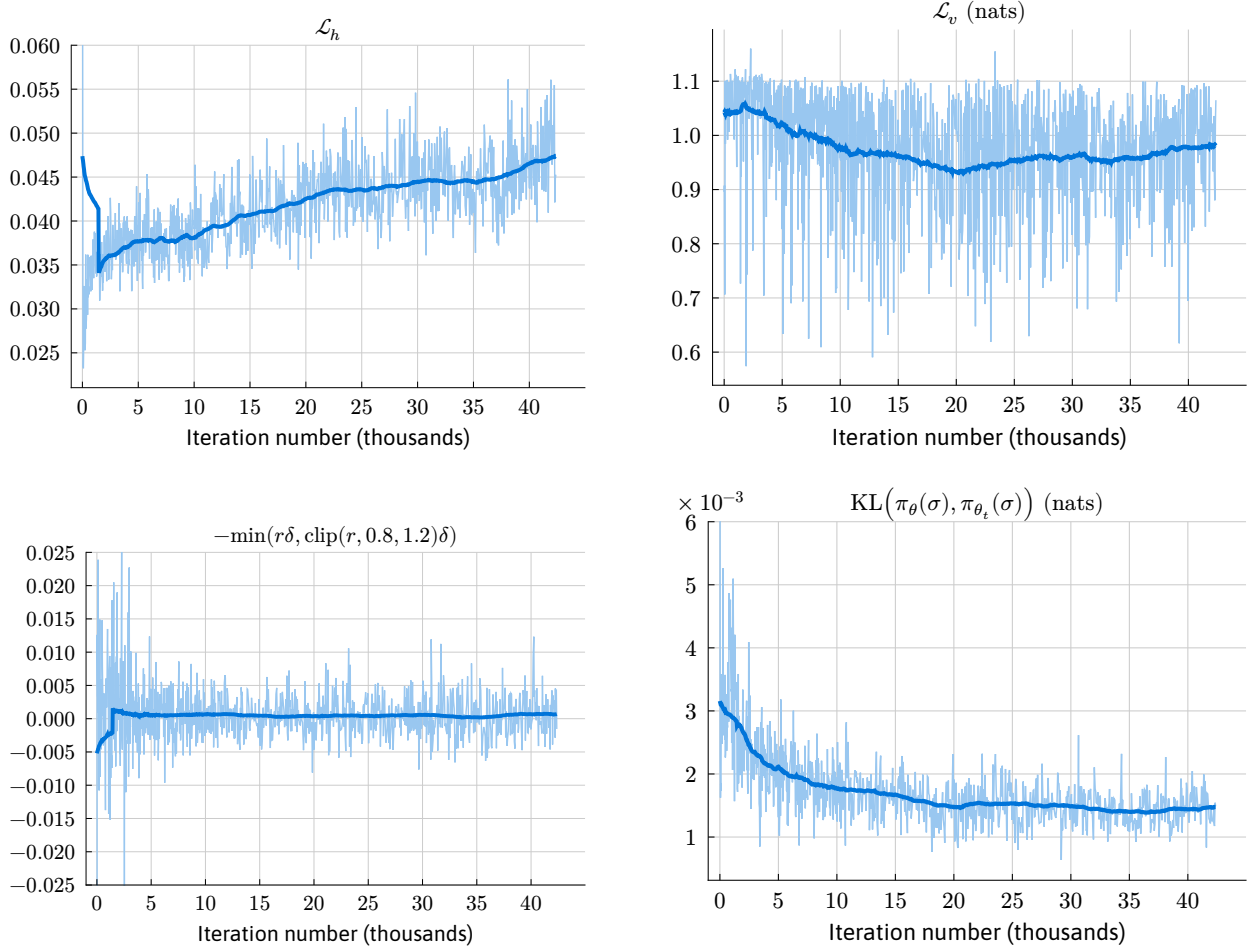 ℒ_h
0.060
0.055
0.050
0.045
0.040
0.035
0.030
0.025
0 5 10 15 20 25 30 35 40
Iteration number (thousands)
ℒ_v (nats)
1.1
1.0
0.9
0.8
0.7
0.6
0 5 10 15 20 25 30 35 40
Iteration number (thousands)
−min(rδ, clip(r, 0.8, 1.2)δ)
0.025
0.020
0.015
0.010
0.005
0.000
−0.005
−0.010
−0.015
−0.020
−0.025
0 5 10 15 20 25 30 35 40
Iteration number (thousands)
× 10⁻³
KL(π_θ(σ), π_θ_t(σ)) (nats)
6
5
4
3
2
1
0 5 10 15 20 25 30 35 40
Iteration number (thousands)